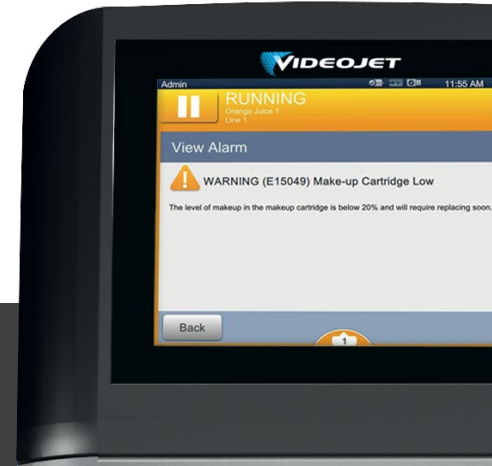 VIDEOJET
Admin
11:55 AM
RUNNING
Orange Juice 1
Line 1
View Alarm
WARNING (E15049) Make-up Cartridge Low
The level of makeup in the makeup cartridge is below 20% and will require replacing soon.
Back
1